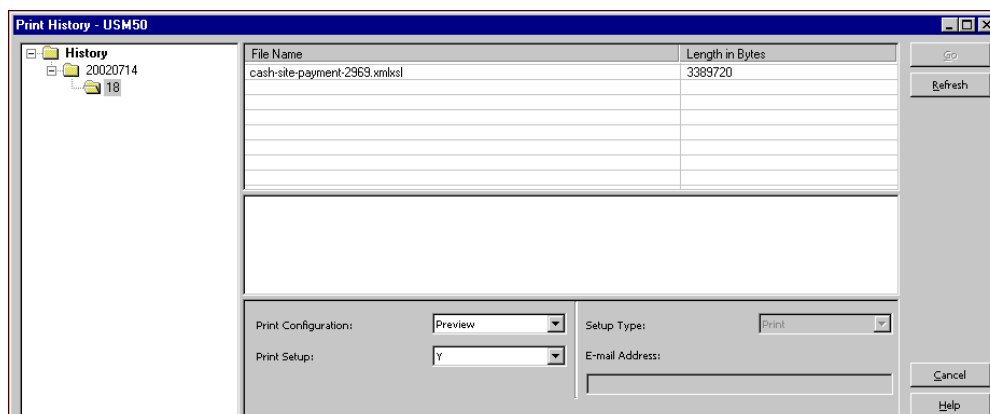 Print History - USM50
History
20020714
18
File Name Length in Bytes
cash-site-payment-2969.xmlxsl 3389720
Go
Refresh
Print Configuration: Preview Setup Type: Print
Print Setup: Y E-mail Address:
Cancel
Help